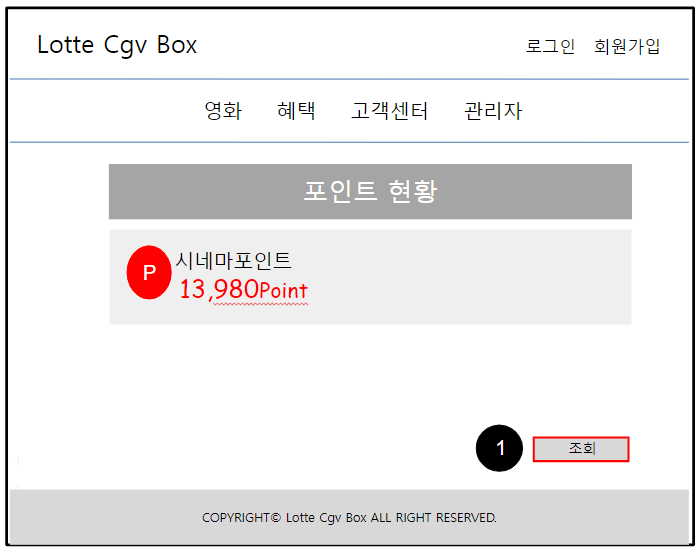 Lotte Cgv Box
로그인 회원가입
영화 혜택 고객센터 관리자
포인트 현황
P
시네마포인트
13,980Point
1
조회
COPYRIGHT© Lotte Cgv Box ALL RIGHT RESERVED.